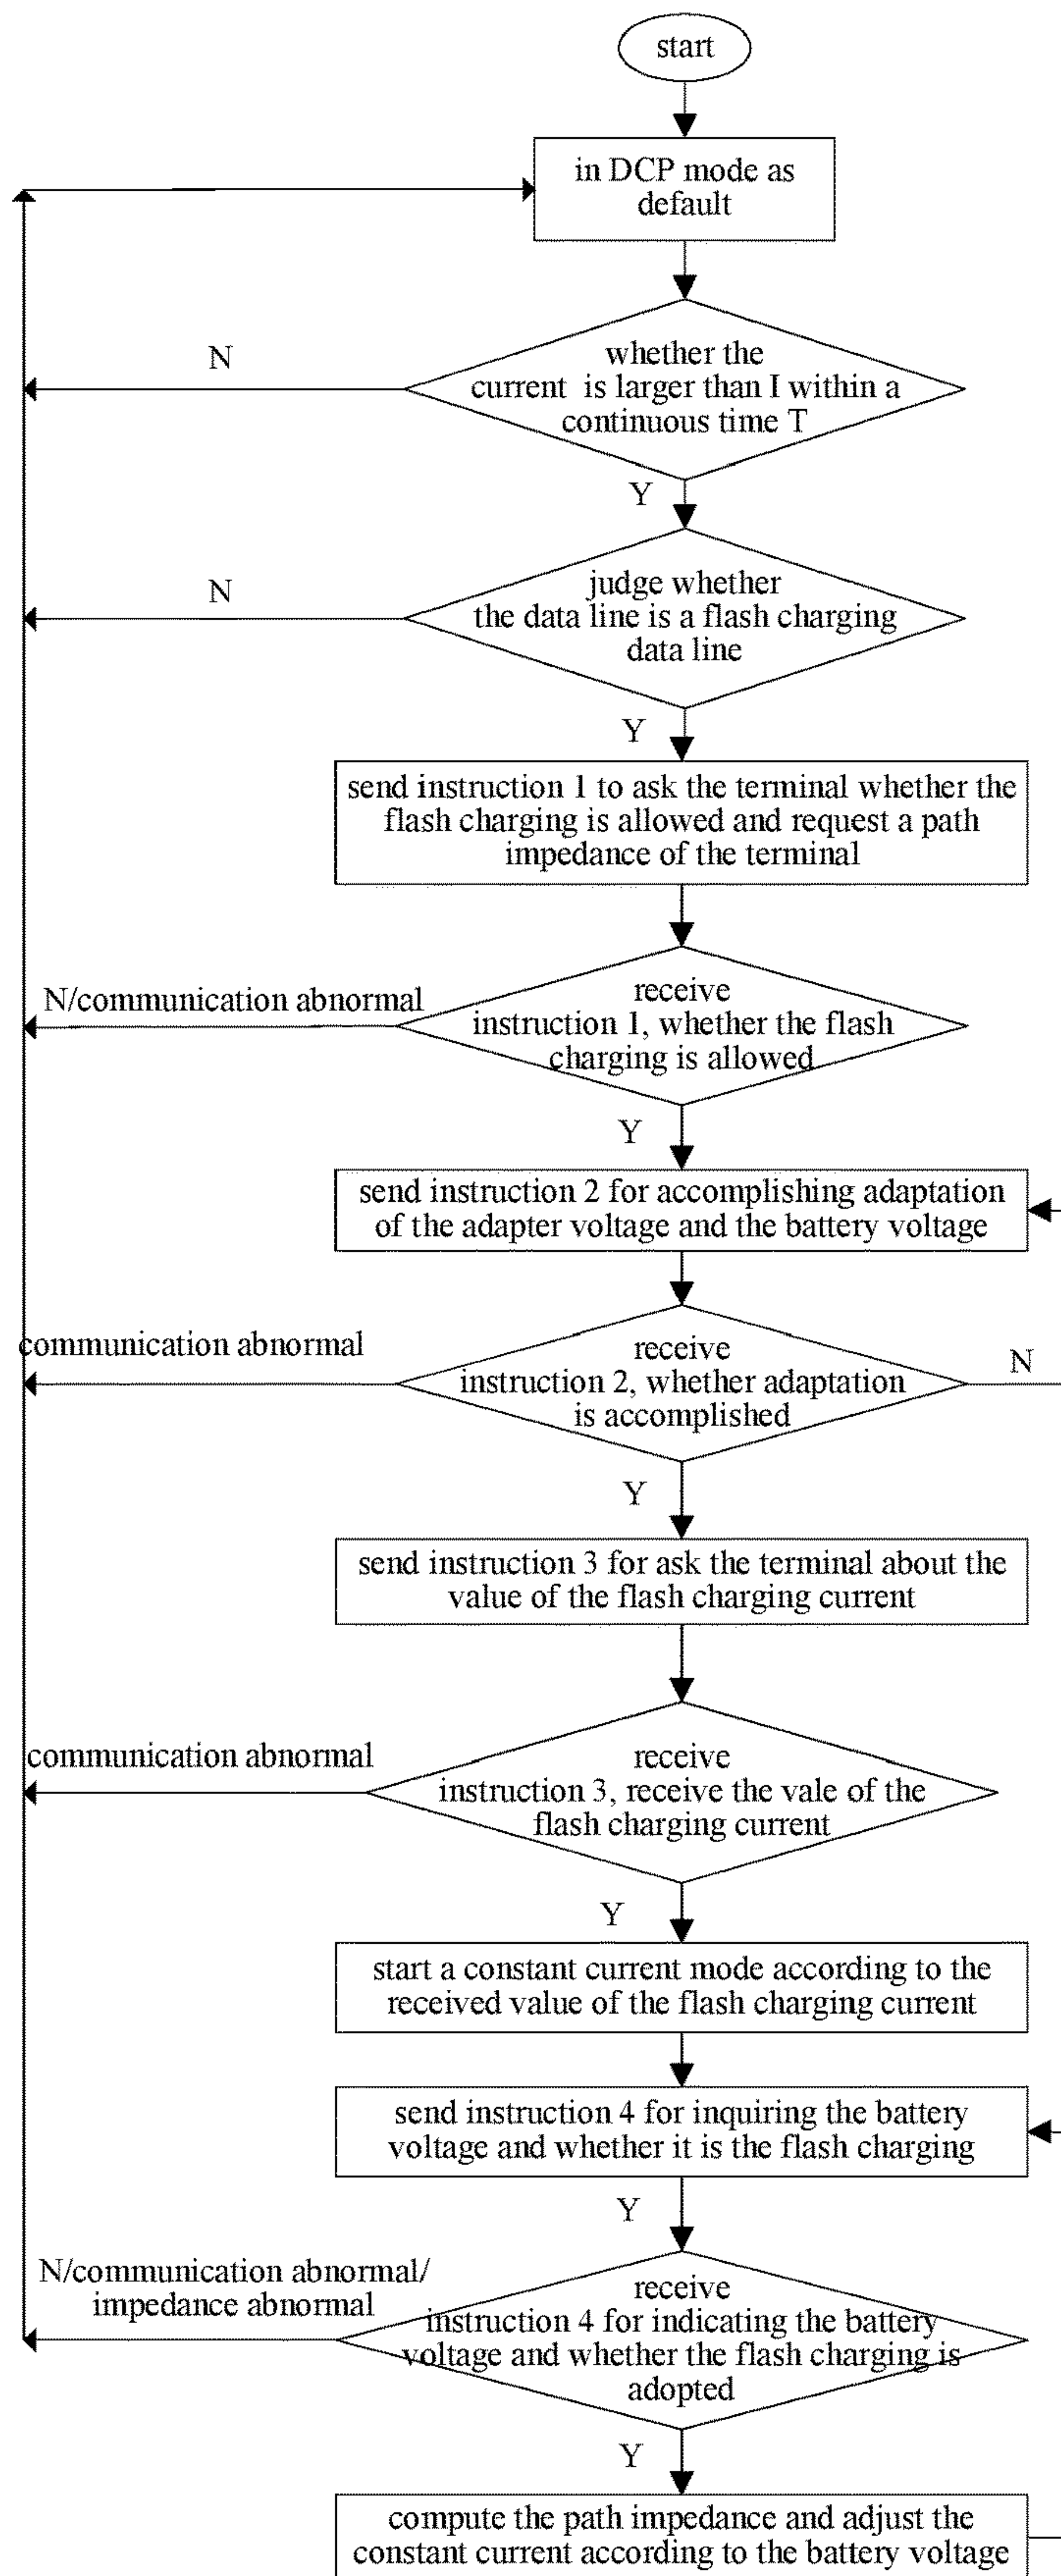 start
in DCP mode as
default
N
whether the
current is larger than I within a
continuous time T
Y
N
judge whether
the data line is a flash charging
data line
Y
send instruction 1 to ask the terminal whether the
flash charging is allowed and request a path
impedance of the terminal
N/communication abnormal
receive
instruction 1, whether the flash
charging is allowed
Y
send instruction 2 for accomplishing adaptation
of the adapter voltage and the battery voltage
communication abnormal
receive
instruction 2, whether adaptation
is accomplished
N
Y
send instruction 3 for ask the terminal about the
value of the flash charging current
communication abnormal
receive
instruction 3, receive the vale of the
flash charging current
Y
start a constant current mode according to the
received value of the flash charging current
send instruction 4 for inquiring the battery
voltage and whether it is the flash charging
Y
N/communication abnormal/
impedance abnormal
receive
instruction 4 for indicating the battery
voltage and whether the flash charging is
adopted
Y
compute the path impedance and adjust the
constant current according to the battery voltage